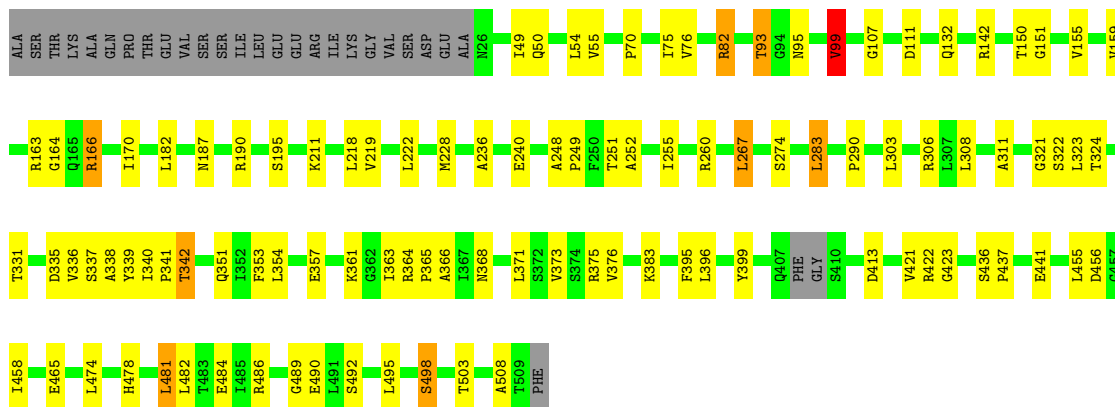 ALA SER THR LYS ALA GLN PRO THR GLU VAL SER SER ILE LEU GLU GLU ARG ILE LYS GLY VAL SER ASP GLU ALA N26 I49 Q50 L54 V55 P70 I75 V76 R82 T93 G94 N95 V99 G107 D111 Q132 R142 T150 G151 V155 V159
R163 G164 Q165 R166 I170 L182 N187 R190 S195 K211 L218 V219 L222 M228 A236 E240 A248 P249 F250 T251 A252 I255 R260 L267 S274 L283 P290 L303 R306 L307 L308 A311 G321 S322 L323 T324
T331 D335 V336 S337 A338 Y339 I340 P341 T342 Q351 I352 F353 L354 E357 K361 G362 I363 R364 P365 A366 I367 N368 L371 S372 V373 S374 R375 V376 K383 F395 L396 Y399 Q407 PHE GLY S410 D413 V421 R422 G423 S436 P437 E441 L455 D456
I458 E465 L474 H478 L481 L482 T483 E484 I485 R486 G489 E490 L491 S492 L495 S498 T503 A508 T509 PHE